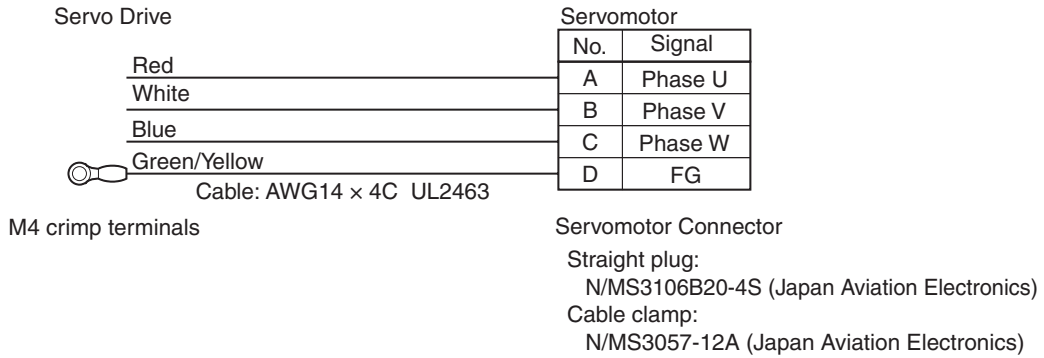 Servo Drive
Servomotor
No. Signal
Red
A Phase U
White
B Phase V
Blue
C Phase W
Green/Yellow
D FG
Cable: AWG14 × 4C UL2463
M4 crimp terminals
Servomotor Connector
Straight plug:
N/MS3106B20-4S (Japan Aviation Electronics)
Cable clamp:
N/MS3057-12A (Japan Aviation Electronics)